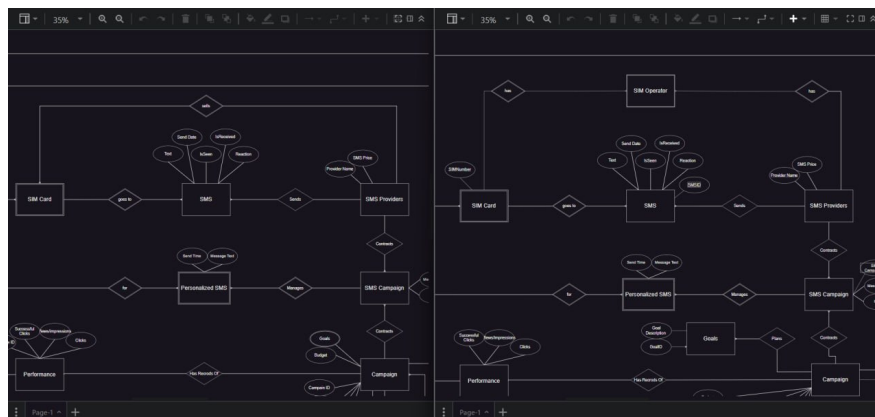 35%
35%
sells
Send Date
IsReceived
Text
IsSeen
Reaction
SMS Price
Provider Name
SIM Card
goes to
SMS
Sends
SMS Providers
Contracts
Send Time
Message Text
for
Personalized SMS
Manages
SMS Campaign
Contracts
Successful Clicks
Views/Impressions
Clicks
Goals
Budget
Performance
Has Records Of
Campaign
Page-1
has
SIM Operator
has
Send Date
IsReceived
Text
IsSeen
Reaction
SMS Price
Provider Name
SIMNumber
SMSID
SIM Card
goes to
SMS
Sends
SMS Providers
Contracts
Send Time
Message Text
for
Personalized SMS
Manages
SMS Campaign
Goal Description
GoalID
Goals
Plans
Contracts
Successful Clicks
Views/Impressions
Clicks
Performance
Has Records Of
Campaign
Page-1